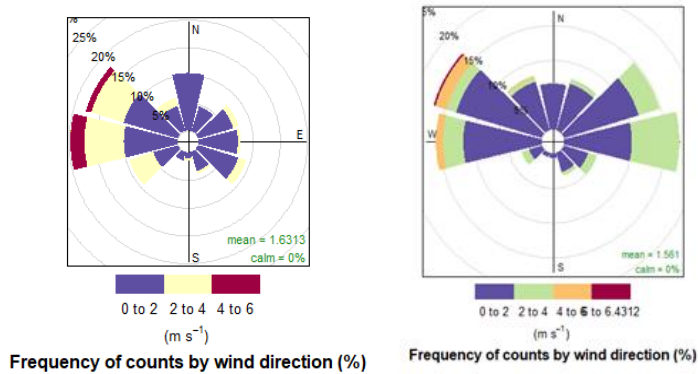 %
25%
20%
15%
10%
5%
N
E
S
mean = 1.6313
calm = 0%
0 to 2 2 to 4 4 to 6
(m s⁻¹)
Frequency of counts by wind direction (%)
5%
20%
15%
10%
5%
N
W
S
mean = 1.561
calm = 0%
0 to 2 2 to 4 4 to 6 6 to 6.4312
(m s⁻¹)
Frequency of counts by wind direction (%)